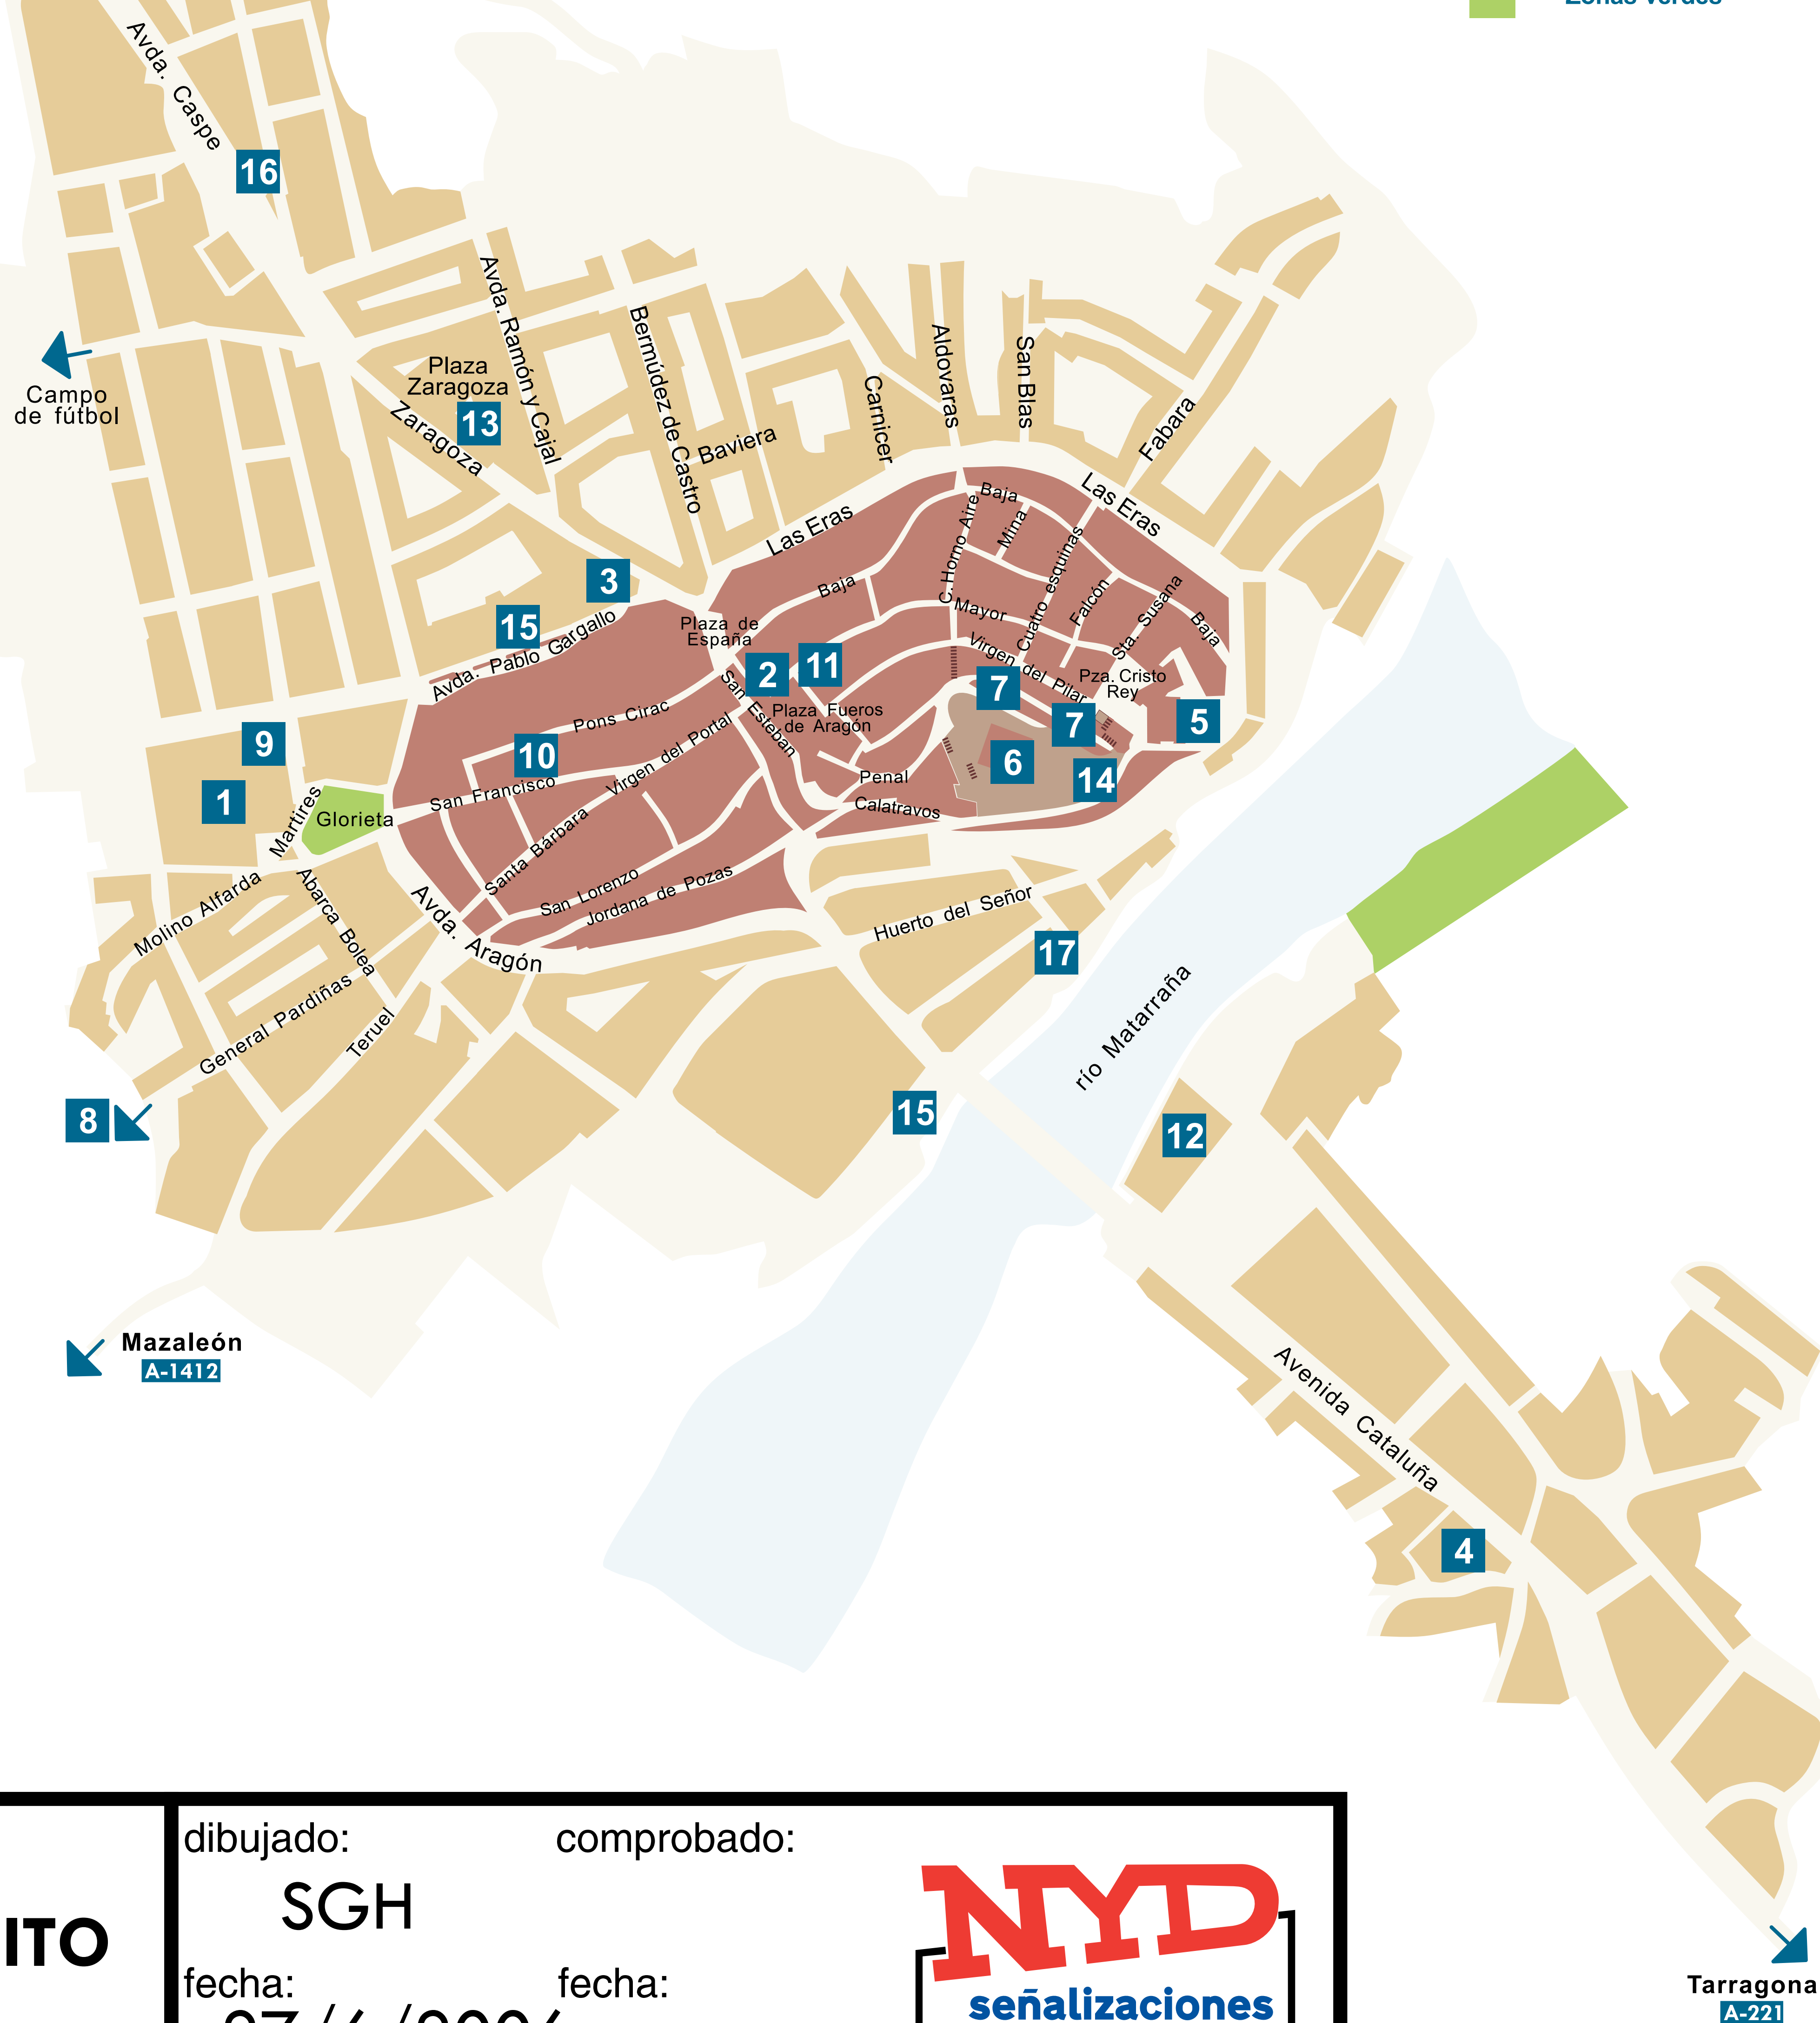 Zonas verdes
Avda. Caspe
16
Campo
de fútbol
Plaza
Zaragoza
13
Zaragoza
Avda. Ramón y Cajal
Bermúdez de Castro
Baviera
Carnicer
Aldovaras
San Blas
Fabara
Las Eras
Las Eras
3
15
Avda. Pablo Gargallo
Plaza de
España
Baja
Baja
C. Horno Aire
Mina
Cuatro esquinas
Falcón
Sta. Susana
Baja
Mayor
Virgen del Pilar
Pza. Cristo
Rey
2
11
7
7
5
6
14
San Esteban
Plaza Fueros
de Aragón
Pons Cirac
Virgen del Portal
10
San Francisco
Penal
Calatravos
9
1
Martires
Glorieta
Santa Bárbara
San Lorenzo
Jordana de Pozas
Avda. Aragón
Molino Alfarda
Abarca Bolea
General Pardiñas
Teruel
Huerto del Señor
17
río Matarraña
8
15
12
Mazaleón
A-1412
Avenida Cataluña
4
Tarragona
A-221
ITO
dibujado:
comprobado:
SGH
fecha:
fecha:
NYD
señalizaciones